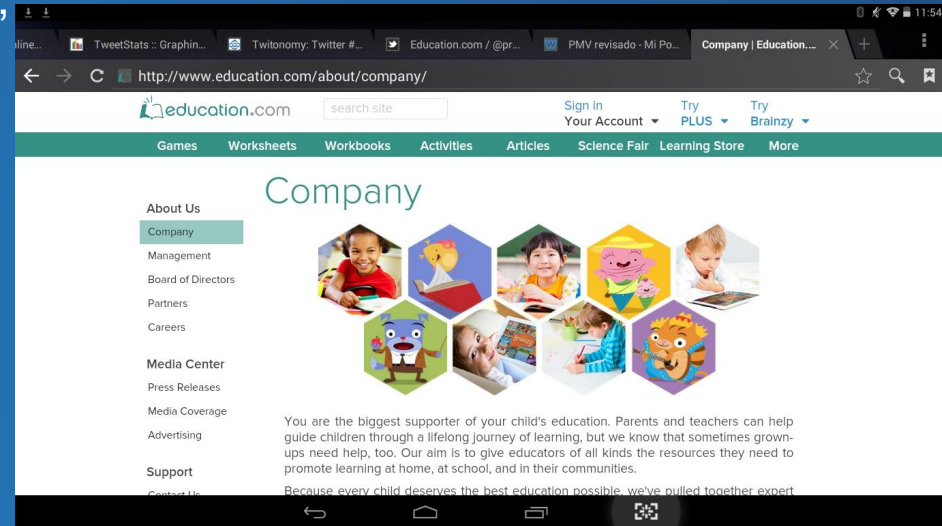 ”
11:54
line... TweetStats :: Graphin... Twitonomy: Twitter #... Education.com / @pr... PMV revisado - Mi Po... Company | Education....
http://www.education.com/about/company/
education.com search site Sign in Try Try
Your Account PLUS Brainzy
Games Worksheets Workbooks Activities Articles Science Fair Learning Store More
Company
About Us
Company
Management
Board of Directors
Partners
Careers
Media Center
Press Releases
Media Coverage
Advertising
Support
Contact Us
You are the biggest supporter of your child's education. Parents and teachers can help
guide children through a lifelong journey of learning, but we know that sometimes grown-
ups need help, too. Our aim is to give educators of all kinds the resources they need to
promote learning at home, at school, and in their communities.
Because every child deserves the best education possible, we've pulled together expert